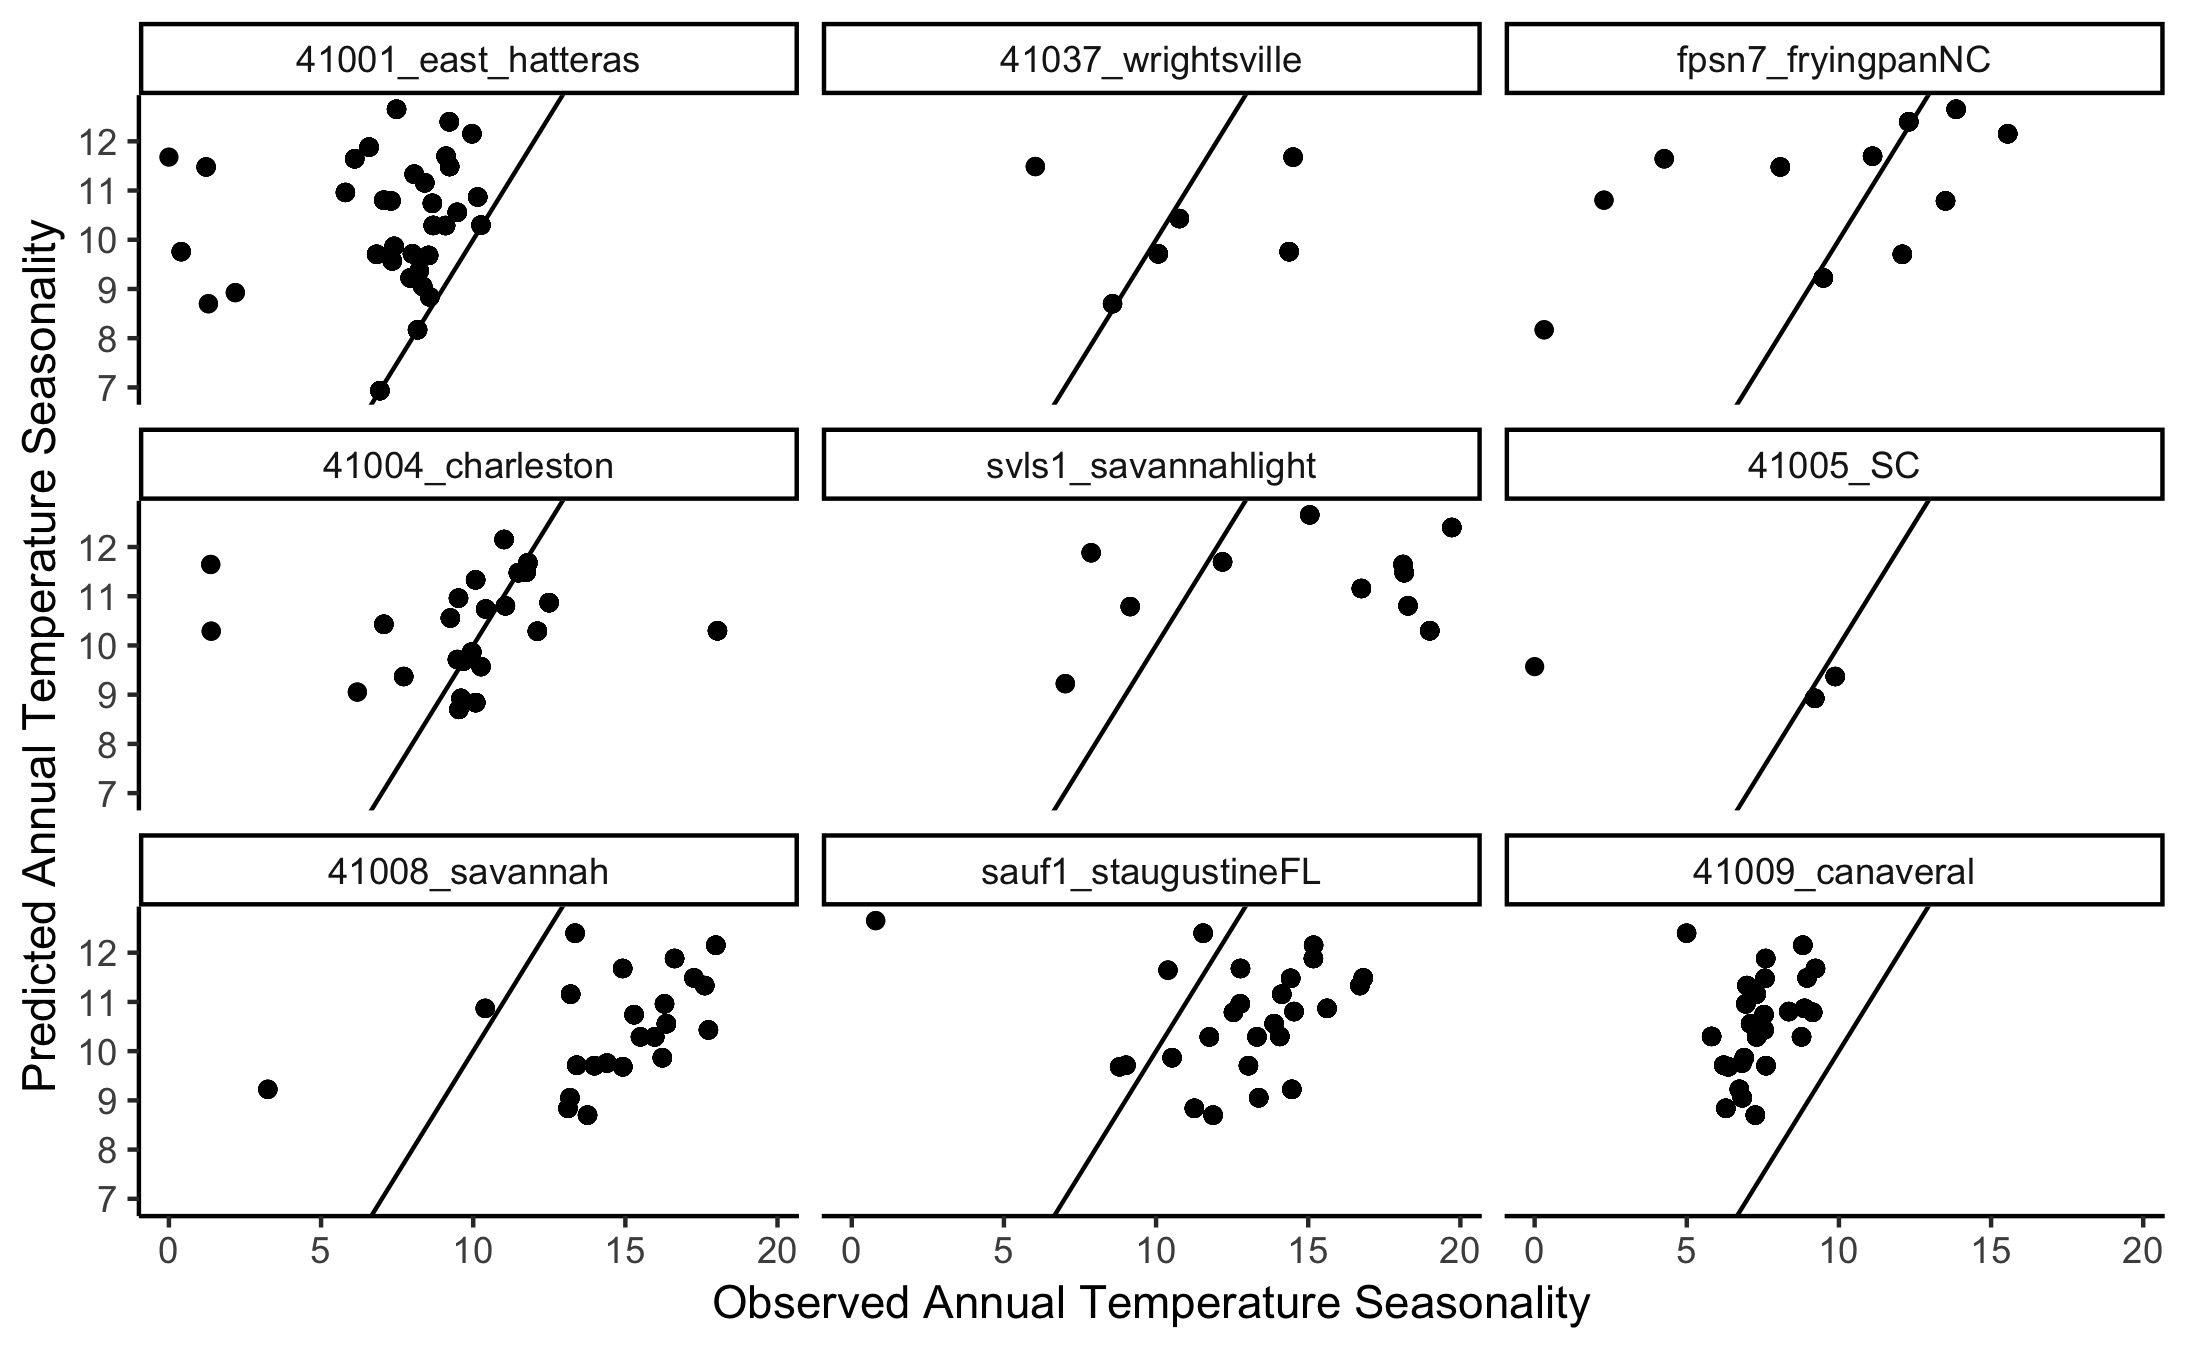 41001_east_hatteras
41037_wrightsville
fpsn7_fryingpanNC
12
11
10
9
8
7
41004_charleston
svls1_savannahlight
41005_SC
12
11
10
9
8
7
41008_savannah
sauf1_staugustineFL
41009_canaveral
12
11
10
9
8
7
0 5 10 15 20
0 5 10 15 20
0 5 10 15 20
Observed Annual Temperature Seasonality
Predicted Annual Temperature Seasonality